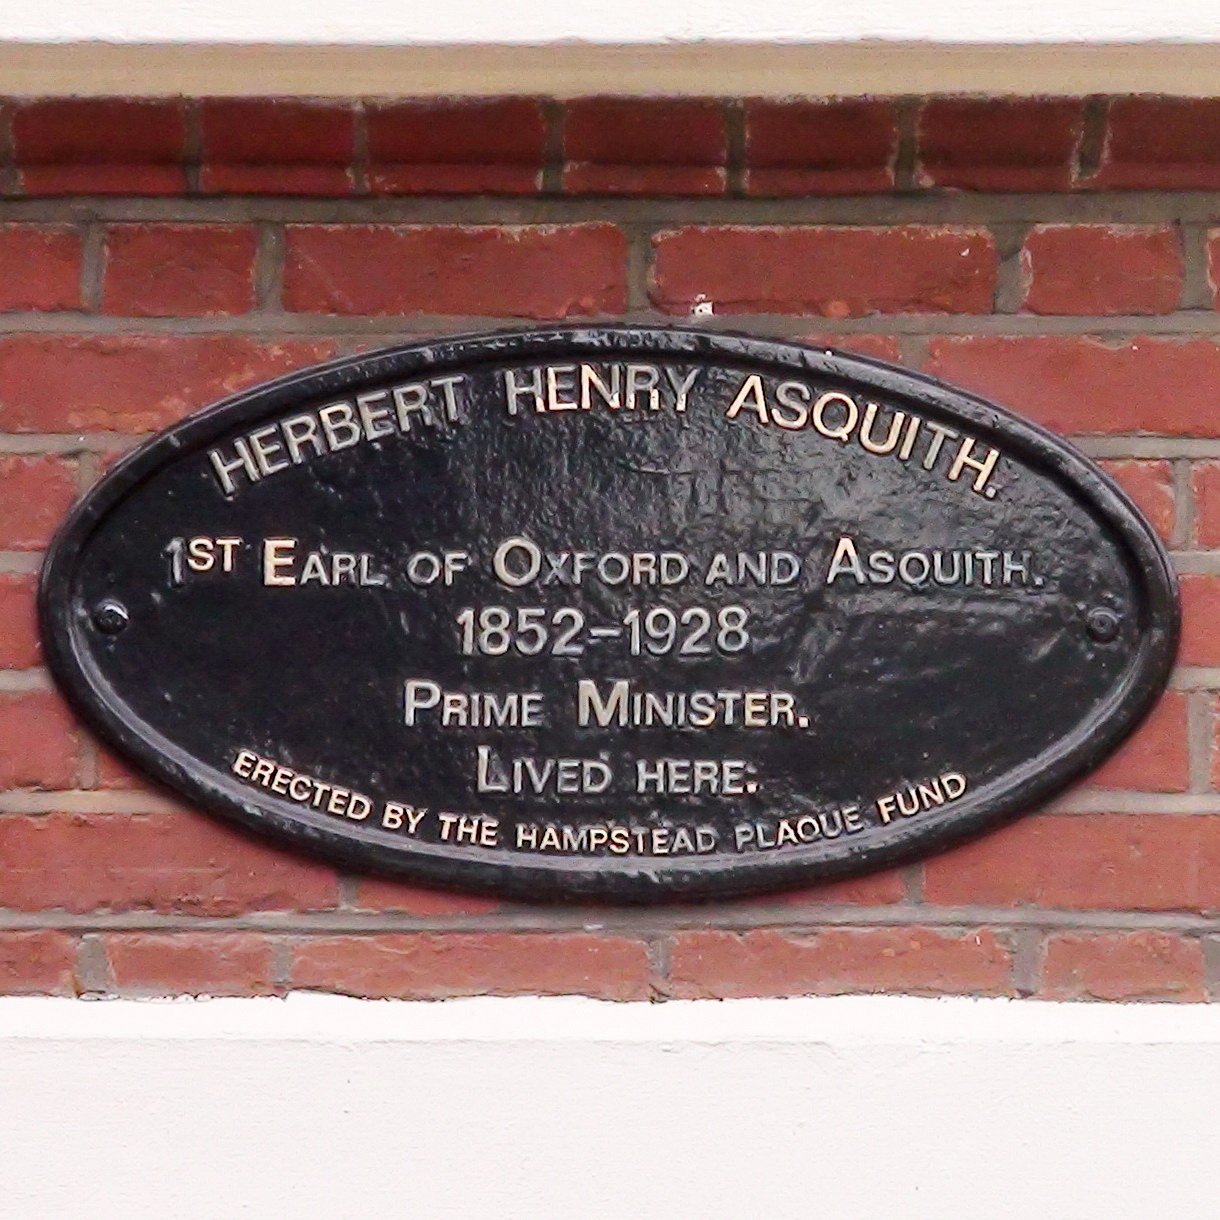 HERBERT HENRY ASQUITH.
1ST EARL OF OXFORD AND ASQUITH.
1852-1928
PRIME MINISTER.
LIVED HERE.
ERECTED BY THE HAMPSTEAD PLAQUE FUND